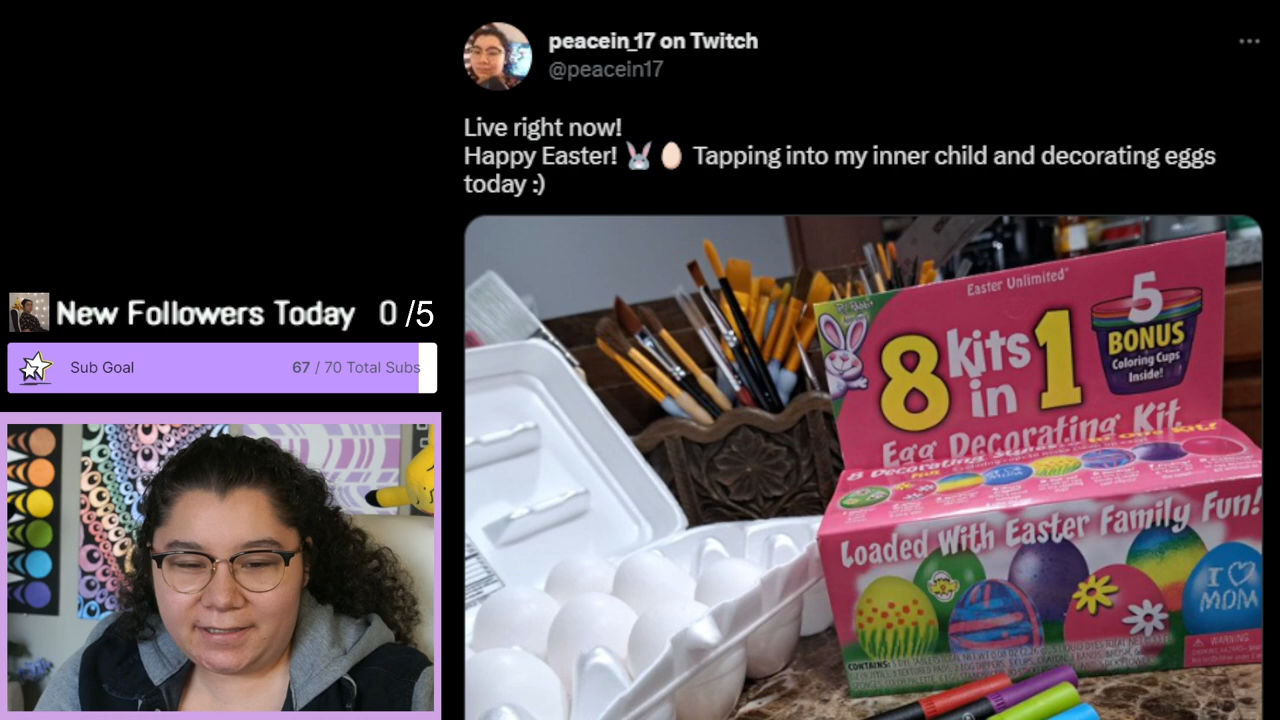 peacein_17 on Twitch
@peacein17
Live right now!
Happy Easter! 🐰🥚 Tapping into my inner child and decorating eggs
today :)
New Followers Today 0 /5
Sub Goal 67 / 70 Total Subs
Easter Unlimited
8 kits in 1
5
BONUS
Coloring Cups
Inside!
Egg Decorating Kit
Loaded With Easter Family Fun!
I
MOM
WARNING
CONTAINS: